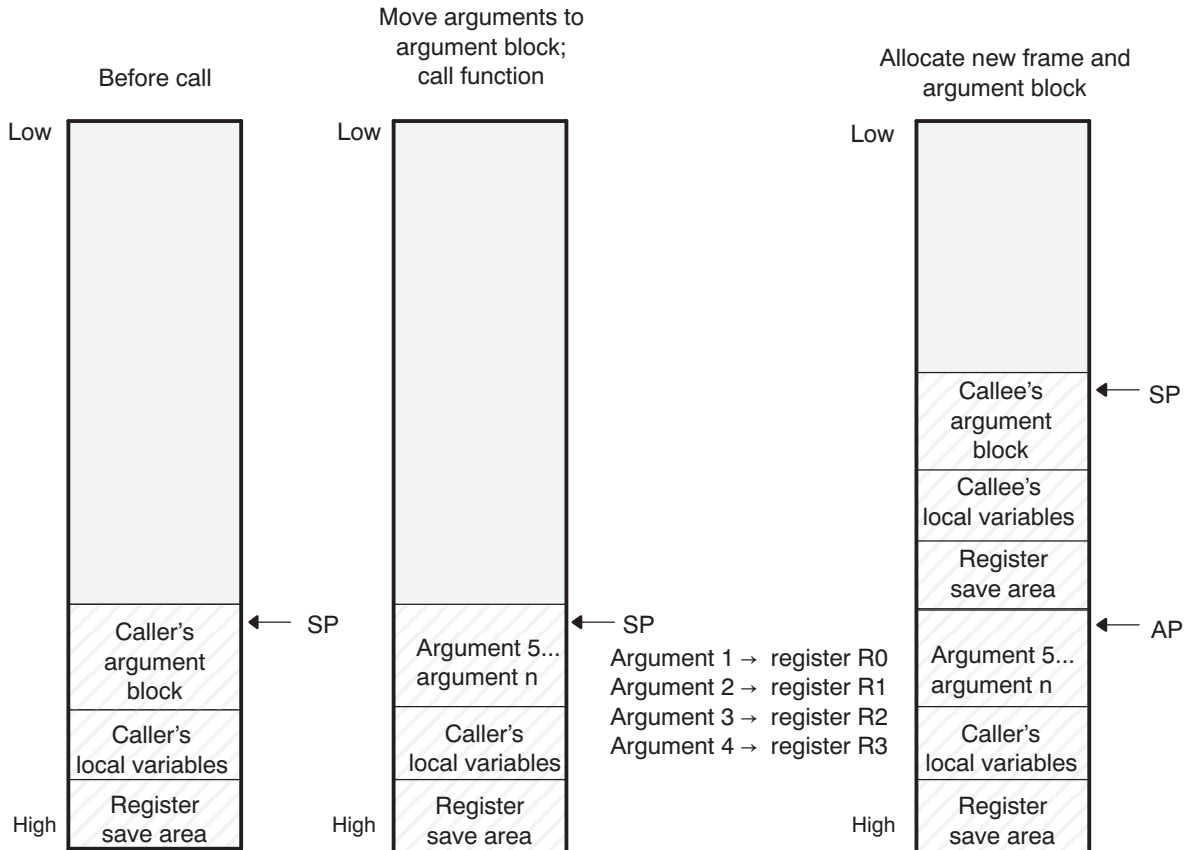 Before call
Low
Caller's
argument
block
Caller's
local variables
Register
save area
High
SP
Move arguments to
argument block;
call function
Low
Argument 5...
argument n
Caller's
local variables
Register
save area
High
SP
Argument 1 → register R0
Argument 2 → register R1
Argument 3 → register R2
Argument 4 → register R3
Allocate new frame and
argument block
Low
Callee's
argument
block
Callee's
local variables
Register
save area
Argument 5...
argument n
Caller's
local variables
Register
save area
High
SP
AP